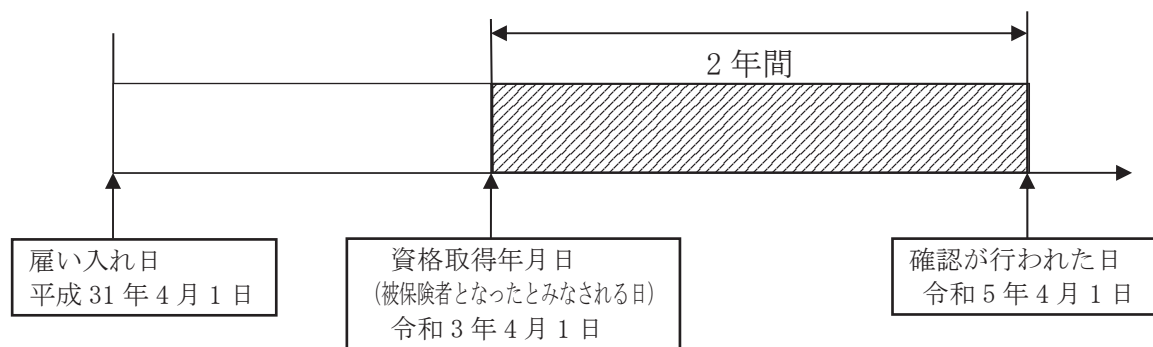 2年間
雇い入れ日
平成31年4月1日
資格取得年月日
(被保険者となったとみなされる日)
令和3年4月1日
確認が行われた日
令和5年4月1日